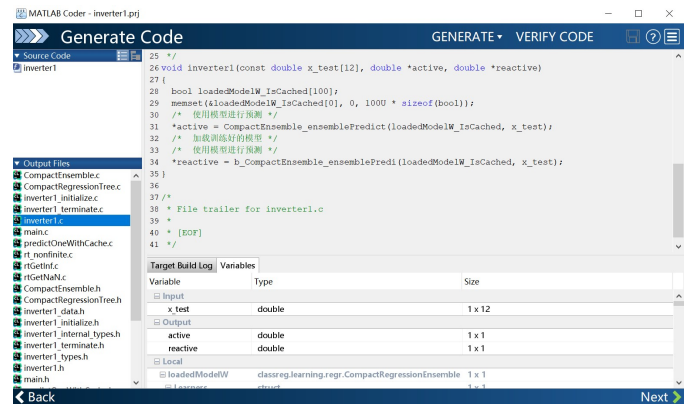 MATLAB Coder - inverter1.prj
Generate Code
GENERATE
VERIFY CODE
Source Code
inverter1
Output Files
CompactEnsemble.c
CompactRegressionTree.c
inverter1_initialize.c
inverter1_terminate.c
inverter1.c
main.c
predictOneWithCache.c
rt_nonfinite.c
rtGetInf.c
rtGetNaN.c
CompactEnsemble.h
CompactRegressionTree.h
inverter1_data.h
inverter1_initialize.h
inverter1_internal_types.h
inverter1_terminate.h
inverter1_types.h
inverter1.h
main.h
25 */
26 void inverter1(const double x_test[12], double *active, double *reactive)
27 {
28 bool loadedModelW_IsCached[100];
29 memset(&loadedModelW_IsCached[0], 0, 100U * sizeof(bool));
30 /* 使用模型进行预测 */
31 *active = CompactEnsemble_ensemblePredict(loadedModelW_IsCached, x_test);
32 /* 加载训练好的模型 */
33 /* 使用模型进行预测 */
34 *reactive = b_CompactEnsemble_ensemblePredi(loadedModelW_IsCached, x_test);
35 }
36
37 /*
38 * File trailer for inverter1.c
39 *
40 * [EOF]
41 */
Target Build Log Variables
Variable Type Size
Input
x_test double 1 x 12
Output
active double 1 x 1
reactive double 1 x 1
Local
loadedModelW classreg.learning.regr.CompactRegressionEnsemble 1 x 1
Learners struct 1 x 1
Back
Next